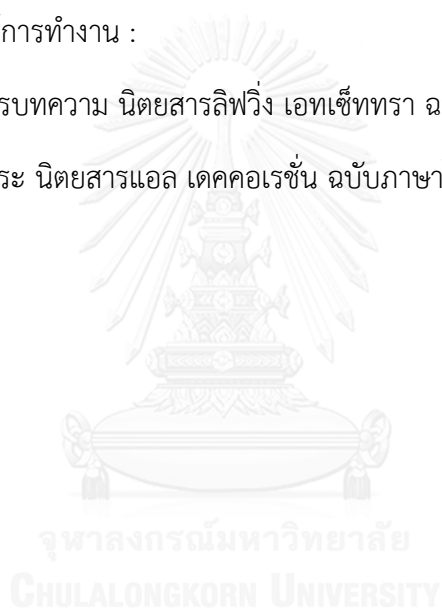 ์การทำงาน :
รบทความ นิตยสารลิฟวิ่ง เอทเซ็ททรา ฉ
ระ นิตยสารแอล เดคคอเรชั่น ฉบับภาษา
จุฬาลงกรณ์มหาวิทยาลัย
CHULALONGKORN UNIVERSITY